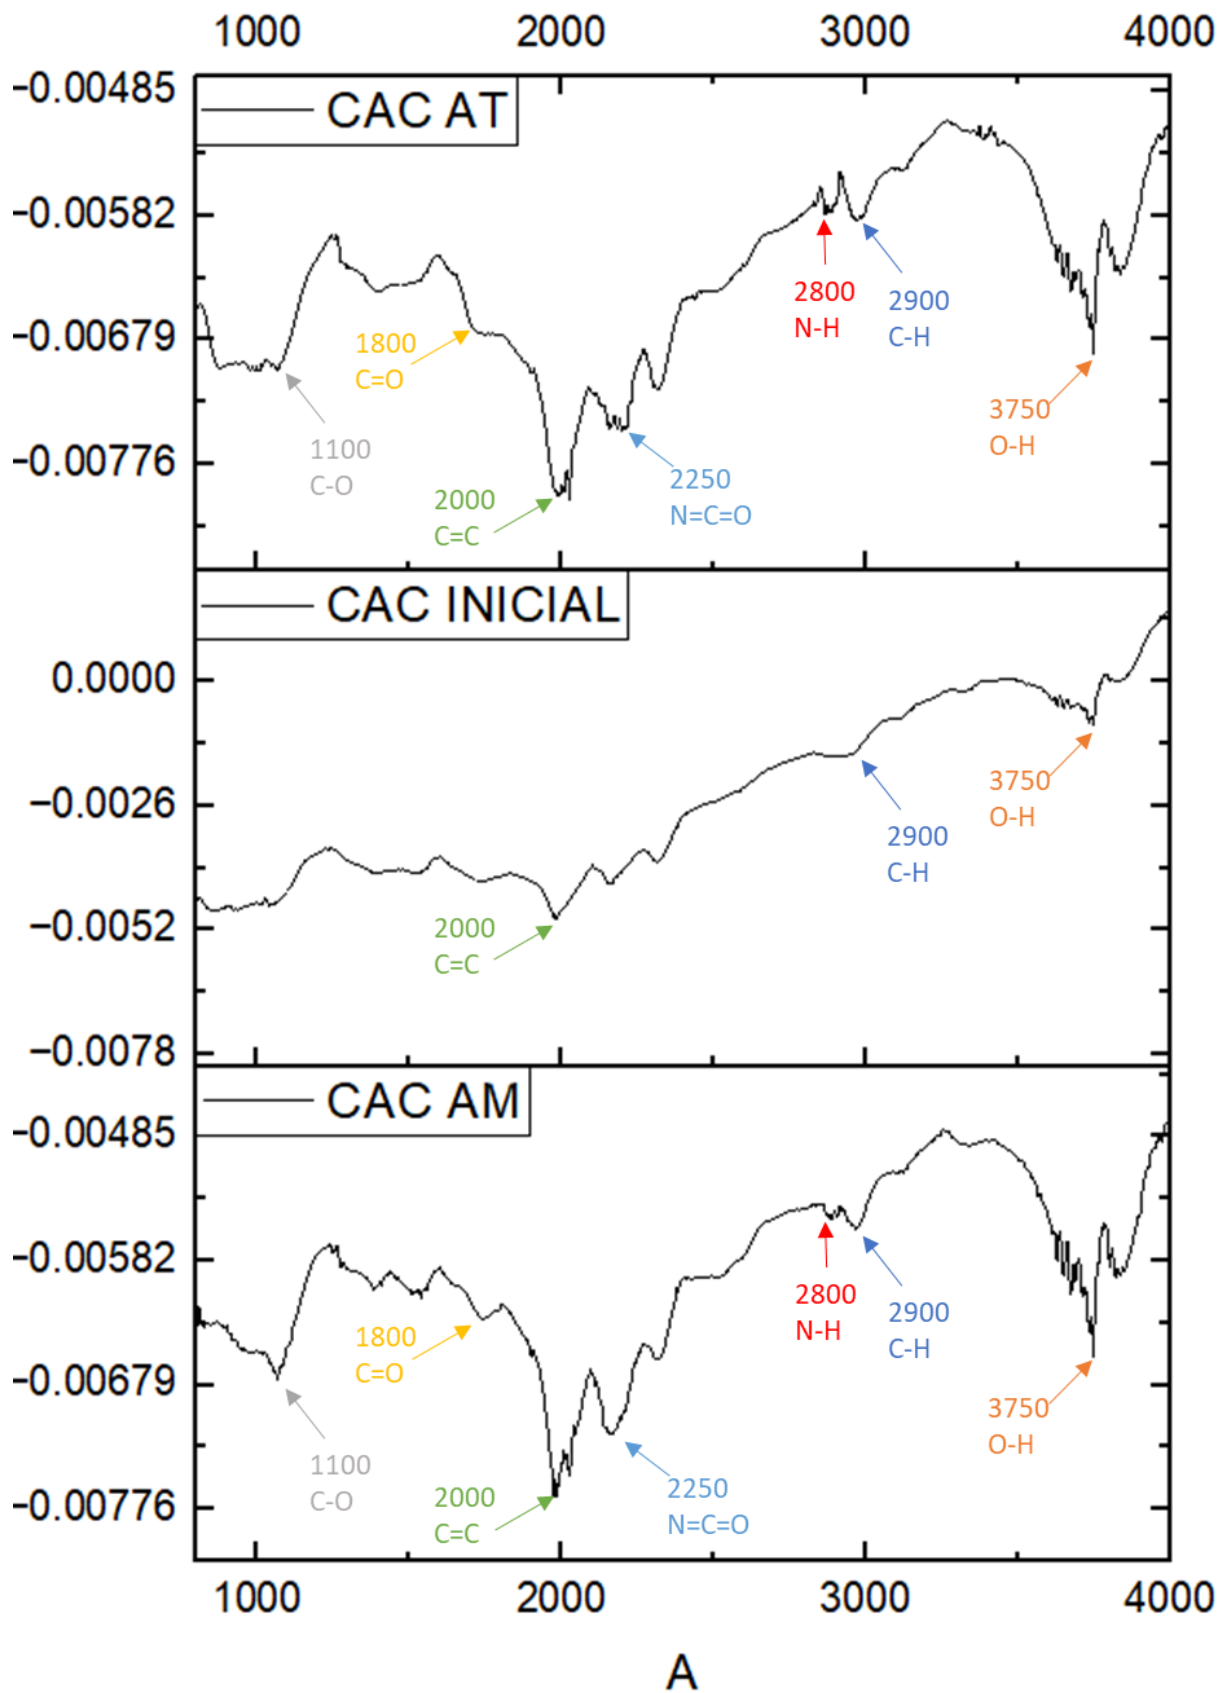 1000 2000 3000 4000
−0.00485
CAC AT
−0.00582
2800
N-H
2900
C-H
−0.00679
1800
C=O
3750
O-H
1100
C-O
−0.00776
2250
N=C=O
2000
C=C
CAC INICIAL
0.0000
3750
O-H
−0.0026
2900
C-H
−0.0052
2000
C=C
−0.0078
CAC AM
−0.00485
−0.00582
2800
N-H
2900
C-H
1800
C=O
−0.00679
3750
O-H
1100
C-O
2250
N=C=O
−0.00776
2000
C=C
1000 2000 3000 4000
A